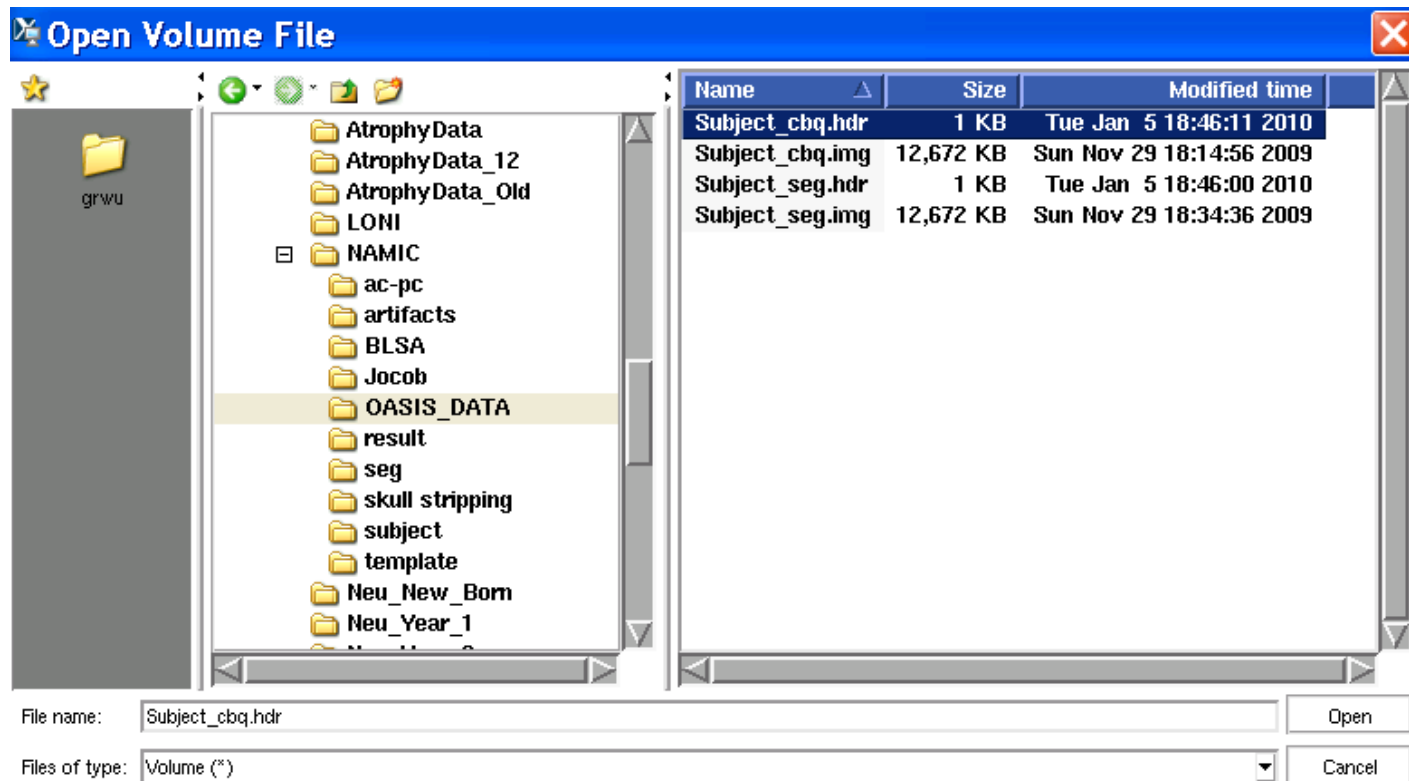 Open Volume File
grwu
AtrophyData
AtrophyData_12
AtrophyData_Old
LONI
NAMIC
ac-pc
artifacts
BLSA
Jocob
OASIS_DATA
result
seg
skull stripping
subject
template
Neu_New_Born
Neu_Year_1
Name Size Modified time
Subject_cbq.hdr 1 KB Tue Jan 5 18:46:11 2010
Subject_cbq.img 12,672 KB Sun Nov 29 18:14:56 2009
Subject_seg.hdr 1 KB Tue Jan 5 18:46:00 2010
Subject_seg.img 12,672 KB Sun Nov 29 18:34:36 2009
File name: Subject_cbq.hdr Open
Files of type: Volume (*) Cancel